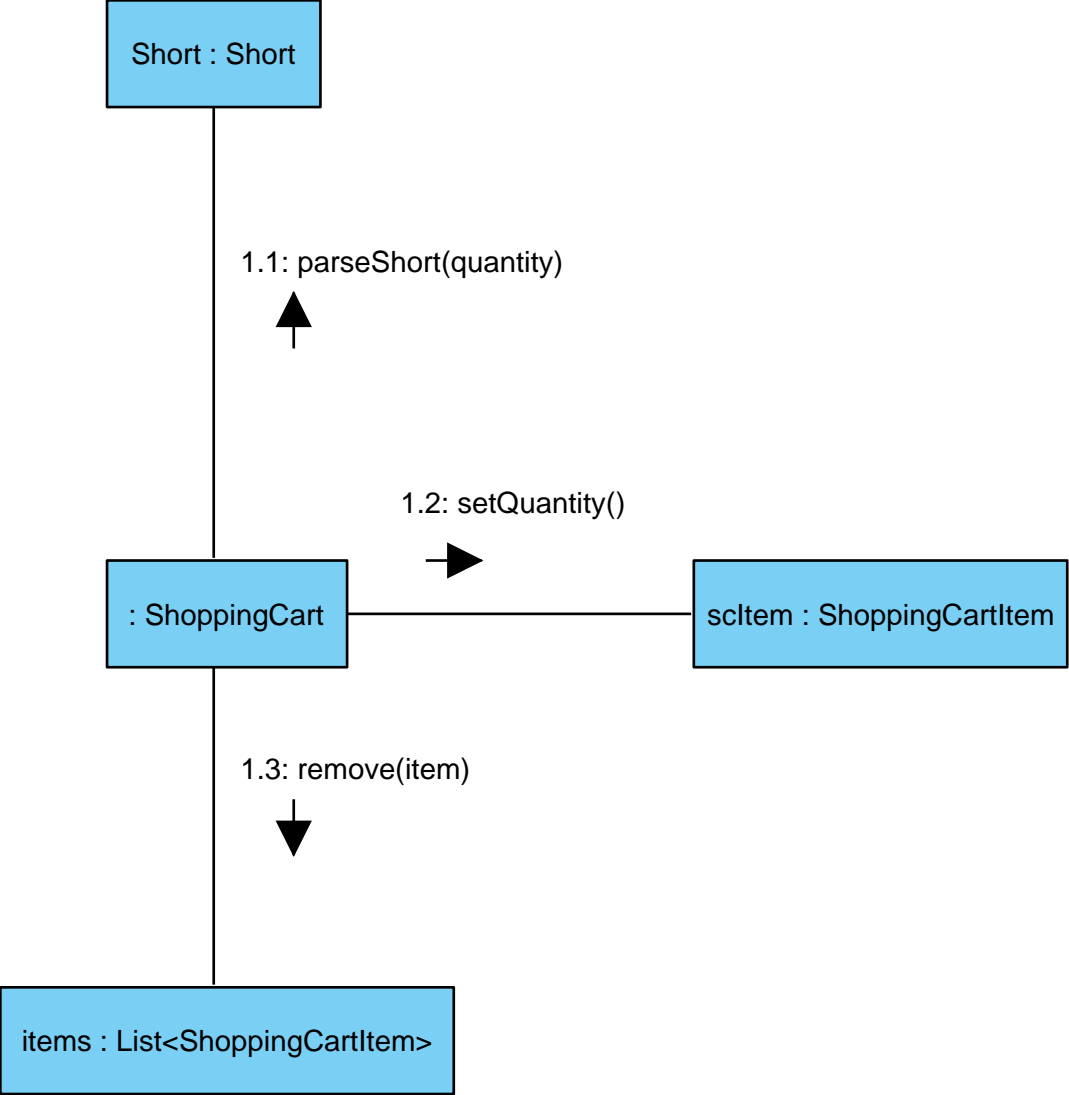 Short : Short
1.1: parseShort(quantity)
1.2: setQuantity()
: ShoppingCart
scItem : ShoppingCartItem
1.3: remove(item)
items : List<ShoppingCartItem>